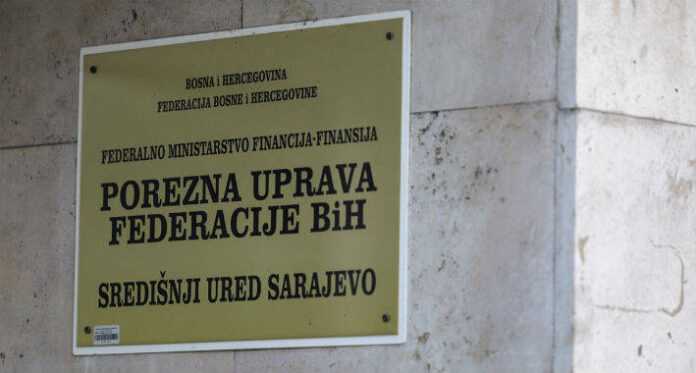 BOSNA i HERCEGOVINA
FEDERACIJA BOSNE i HERCEGOVINE
FEDERALNO MINISTARSTVO FINANCIJA-FINANSIJA
POREZNA UPRAVA
FEDERACIJE BiH
SREDIŠNJI URED SARAJEVO